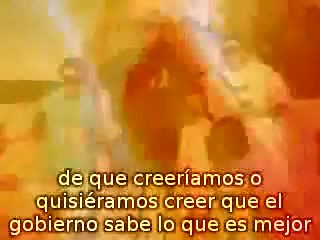 de que creeríamos o
quisiéramos creer que el
gobierno sabe lo que es mejor